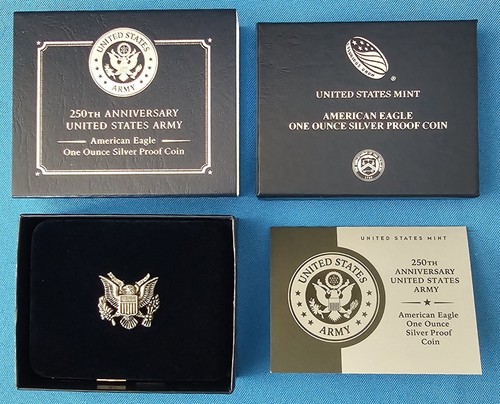 UNITED STATES
ARMY
250TH ANNIVERSARY
UNITED STATES ARMY
American Eagle
One Ounce Silver Proof Coin
®
UNITED STATES MINT
AMERICAN EAGLE
ONE OUNCE SILVER PROOF COIN
UNITED STATES MINT
UNITED STATES
ARMY
250TH
ANNIVERSARY
UNITED STATES
ARMY
American Eagle
One Ounce
Silver Proof
Coin